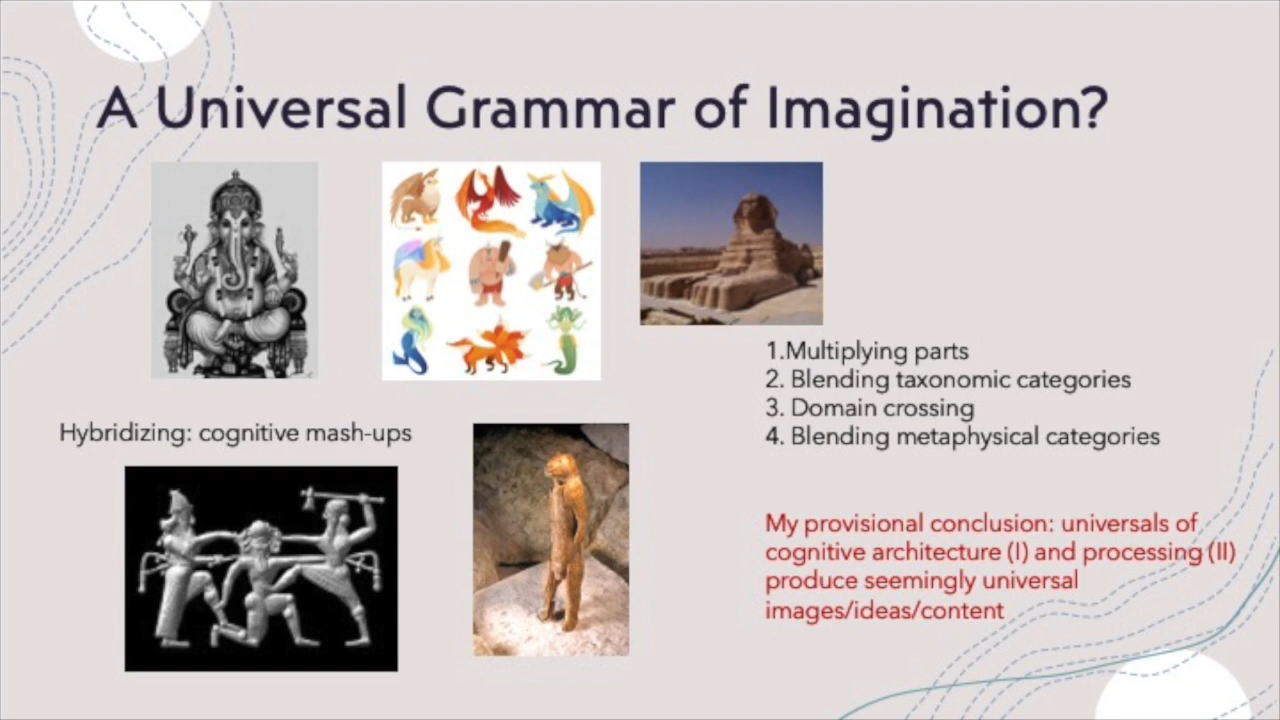 A Universal Grammar of Imagination?
1.Multiplying parts
2. Blending taxonomic categories
3. Domain crossing
4. Blending metaphysical categories
Hybridizing: cognitive mash-ups
My provisional conclusion: universals of
cognitive architecture (I) and processing (II)
produce seemingly universal
images/ideas/content